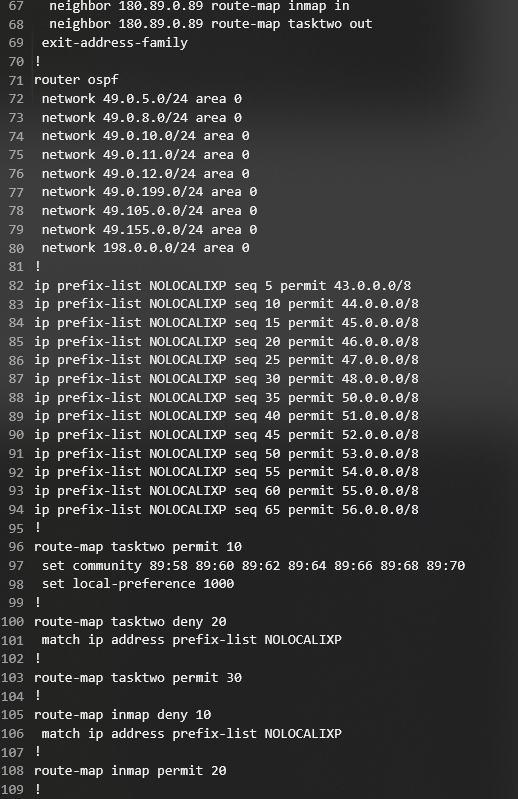 67 neighbor 180.89.0.89 route-map inmap in
68 neighbor 180.89.0.89 route-map tasktwo out
69 exit-address-family
70 !
71 router ospf
72 network 49.0.5.0/24 area 0
73 network 49.0.8.0/24 area 0
74 network 49.0.10.0/24 area 0
75 network 49.0.11.0/24 area 0
76 network 49.0.12.0/24 area 0
77 network 49.0.199.0/24 area 0
78 network 49.105.0.0/24 area 0
79 network 49.155.0.0/24 area 0
80 network 198.0.0.0/24 area 0
81 !
82 ip prefix-list NOLOCALIXP seq 5 permit 43.0.0.0/8
83 ip prefix-list NOLOCALIXP seq 10 permit 44.0.0.0/8
84 ip prefix-list NOLOCALIXP seq 15 permit 45.0.0.0/8
85 ip prefix-list NOLOCALIXP seq 20 permit 46.0.0.0/8
86 ip prefix-list NOLOCALIXP seq 25 permit 47.0.0.0/8
87 ip prefix-list NOLOCALIXP seq 30 permit 48.0.0.0/8
88 ip prefix-list NOLOCALIXP seq 35 permit 50.0.0.0/8
89 ip prefix-list NOLOCALIXP seq 40 permit 51.0.0.0/8
90 ip prefix-list NOLOCALIXP seq 45 permit 52.0.0.0/8
91 ip prefix-list NOLOCALIXP seq 50 permit 53.0.0.0/8
92 ip prefix-list NOLOCALIXP seq 55 permit 54.0.0.0/8
93 ip prefix-list NOLOCALIXP seq 60 permit 55.0.0.0/8
94 ip prefix-list NOLOCALIXP seq 65 permit 56.0.0.0/8
95 !
96 route-map tasktwo permit 10
97 set community 89:58 89:60 89:62 89:64 89:66 89:68 89:70
98 set local-preference 1000
99 !
100 route-map tasktwo deny 20
101 match ip address prefix-list NOLOCALIXP
102 !
103 route-map tasktwo permit 30
104 !
105 route-map inmap deny 10
106 match ip address prefix-list NOLOCALIXP
107 !
108 route-map inmap permit 20
109 !